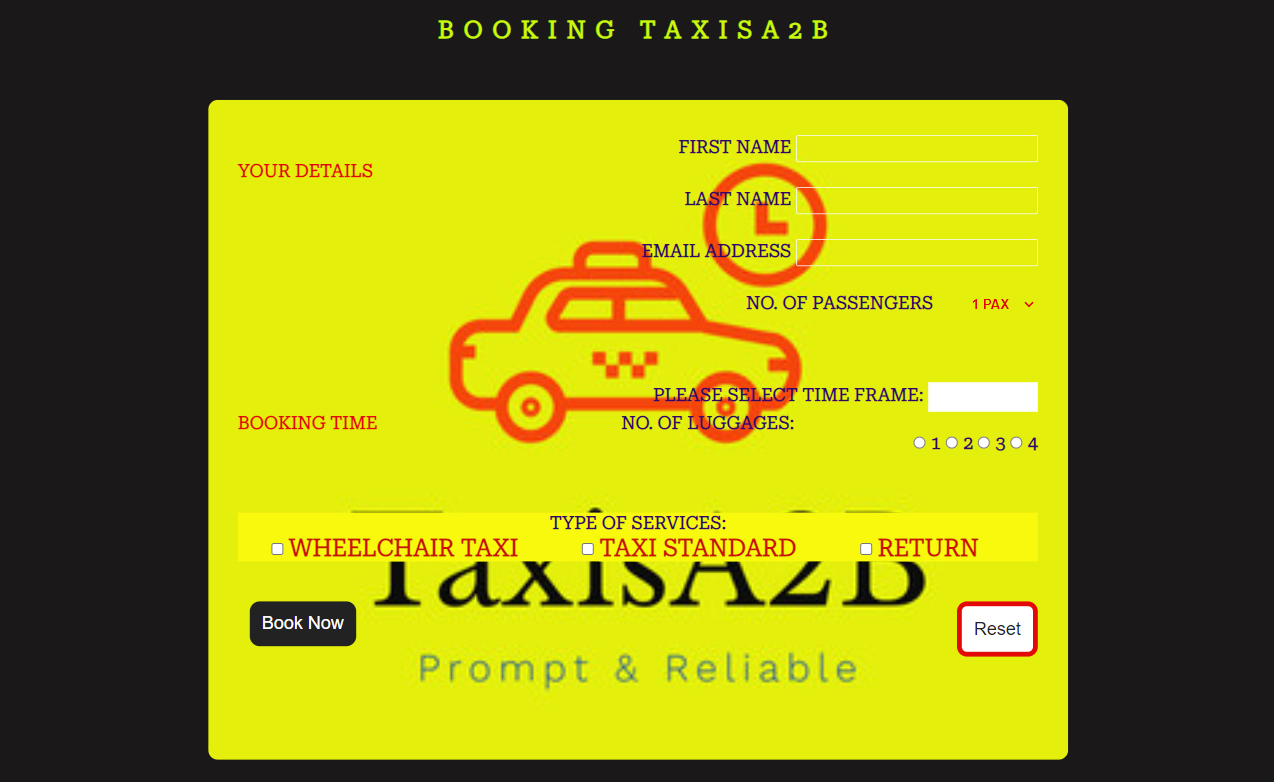 BOOKING TAXISA2B
FIRST NAME
YOUR DETAILS
LAST NAME
EMAIL ADDRESS
NO. OF PASSENGERS 1 PAX
PLEASE SELECT TIME FRAME:
BOOKING TIME
NO. OF LUGGAGES:
1 2 3 4
TYPE OF SERVICES:
WHEELCHAIR TAXI TAXI STANDARD RETURN
TaxisA2B
Book Now
Reset
Prompt & Reliable